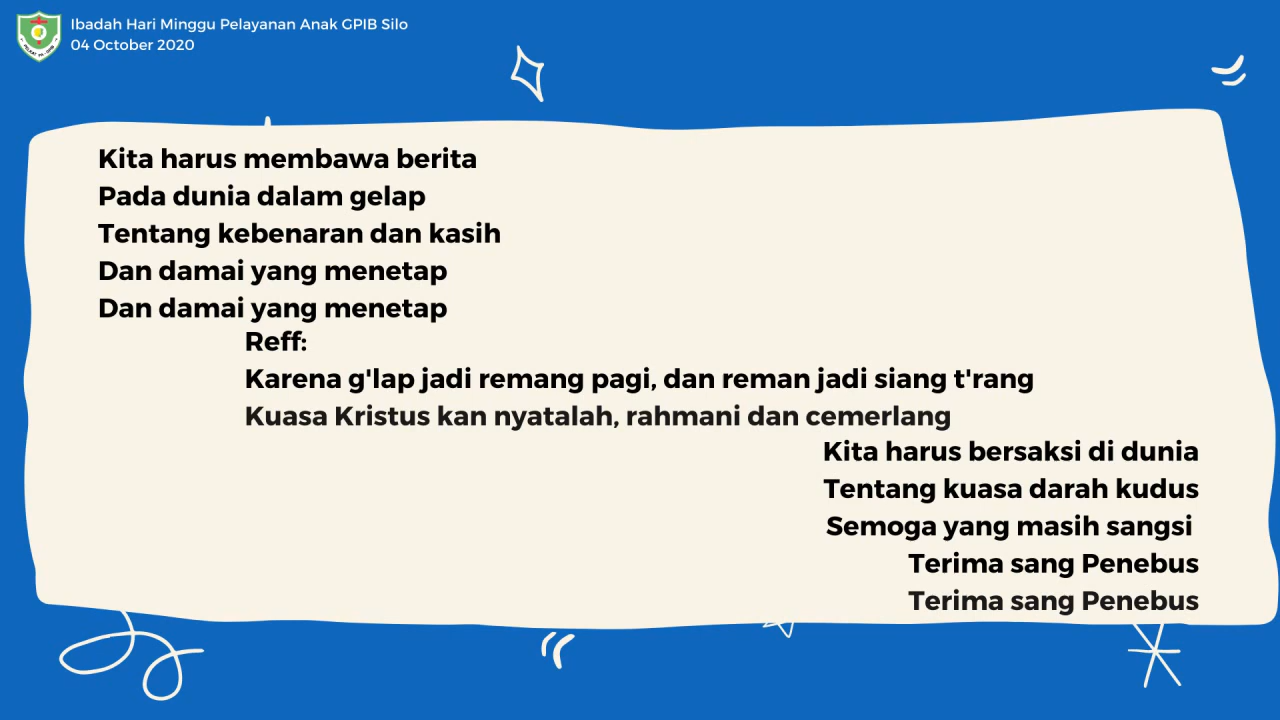 Ibadah Hari Minggu Pelayanan Anak GPIB Silo
04 October 2020
Kita harus membawa berita
Pada dunia dalam gelap
Tentang kebenaran dan kasih
Dan damai yang menetap
Dan damai yang menetap
Reff:
Karena g'lap jadi remang pagi, dan reman jadi siang t'rang
Kuasa Kristus kan nyatalah, rahmani dan cemerlang
Kita harus bersaksi di dunia
Tentang kuasa darah kudus
Semoga yang masih sangsi
Terima sang Penebus
Terima sang Penebus